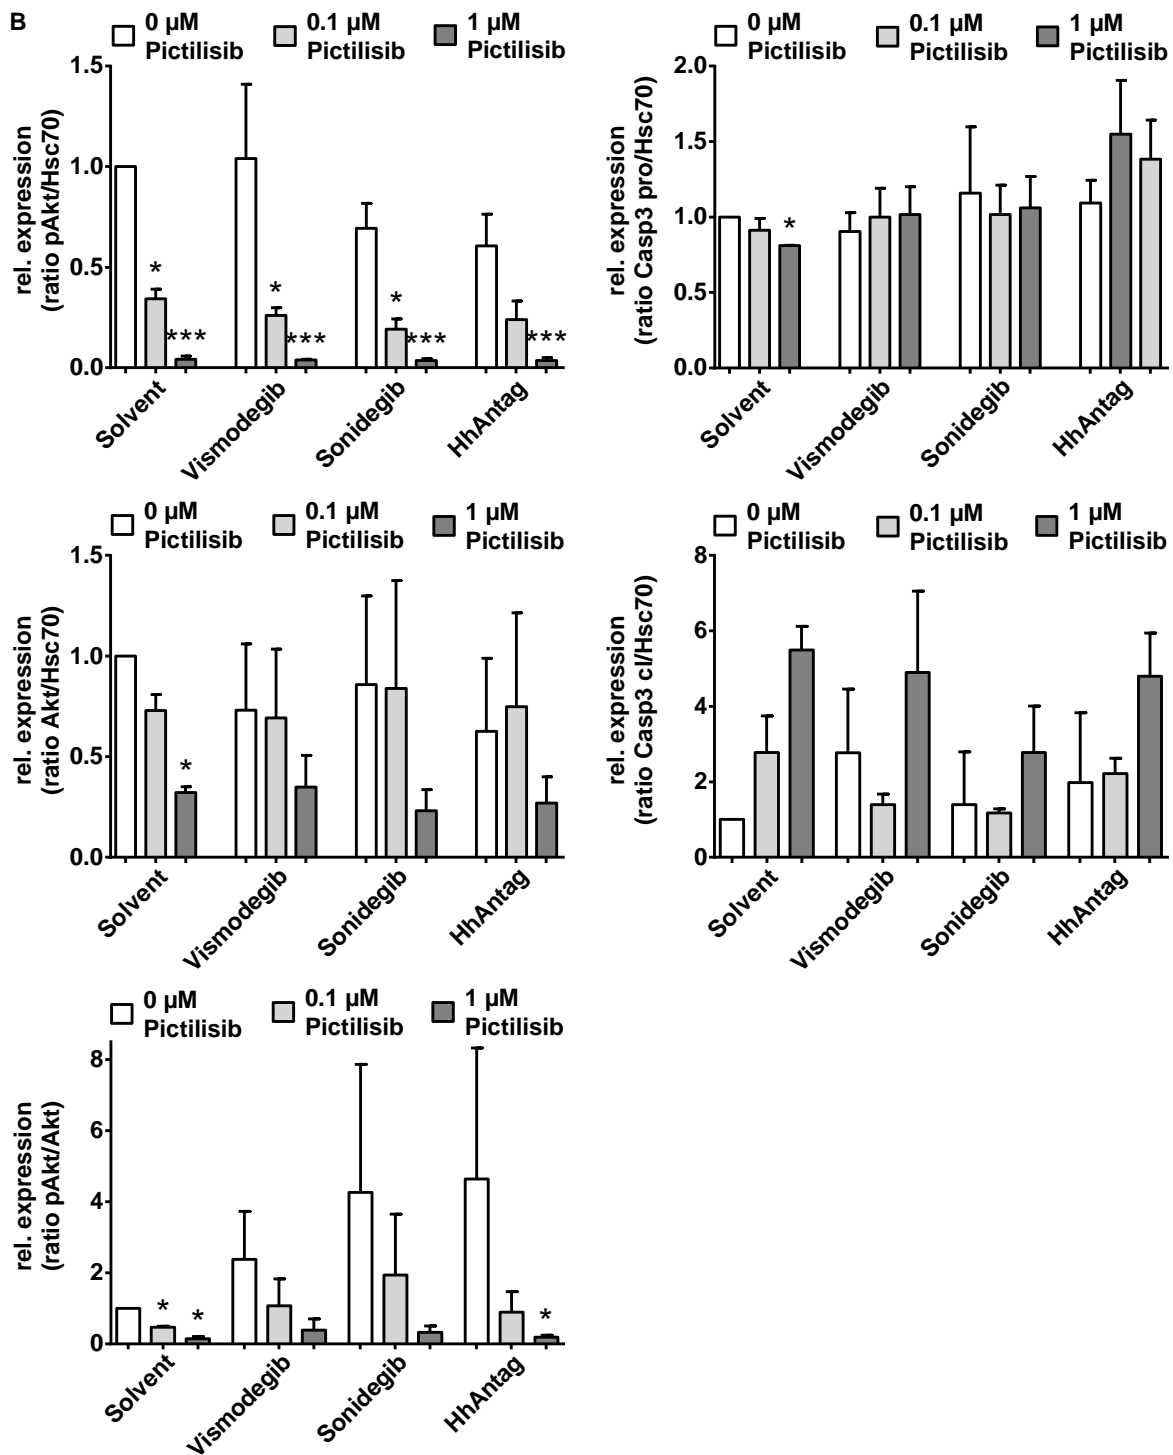 B
0 µM Pictilisib
0.1 µM Pictilisib
1 µM Pictilisib
rel. expression
(ratio pAkt/Hsc70)
1.5
1.0
0.5
0.0
*
***
*
***
*
***
***
Solvent
Vismodegib
Sonidegib
HhAntag
0 µM Pictilisib
0.1 µM Pictilisib
1 µM Pictilisib
rel. expression
(ratio Casp3 pro/Hsc70)
2.0
1.5
1.0
0.5
0.0
*
Solvent
Vismodegib
Sonidegib
HhAntag
0 µM Pictilisib
0.1 µM Pictilisib
1 µM Pictilisib
rel. expression
(ratio Akt/Hsc70)
1.5
1.0
0.5
0.0
*
Solvent
Vismodegib
Sonidegib
HhAntag
0 µM Pictilisib
0.1 µM Pictilisib
1 µM Pictilisib
rel. expression
(ratio Casp3 cl/Hsc70)
8
6
4
2
0
Solvent
Vismodegib
Sonidegib
HhAntag
0 µM Pictilisib
0.1 µM Pictilisib
1 µM Pictilisib
rel. expression
(ratio pAkt/Akt)
8
6
4
2
0
*
*
*
Solvent
Vismodegib
Sonidegib
HhAntag